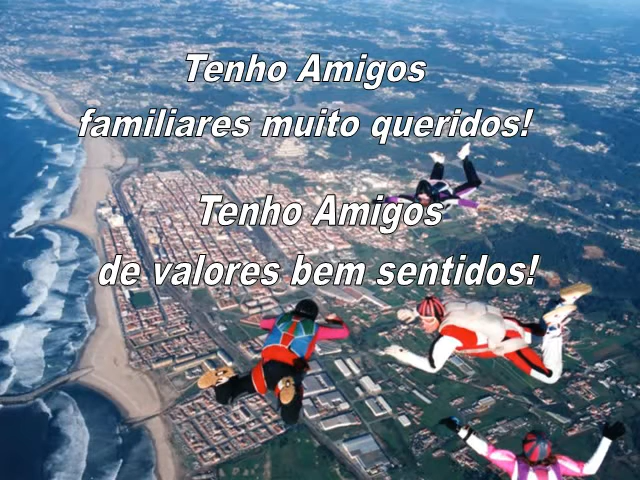 Tenho Amigos
familiares muito queridos!
Tenho Amigos
de valores bem sentidos!